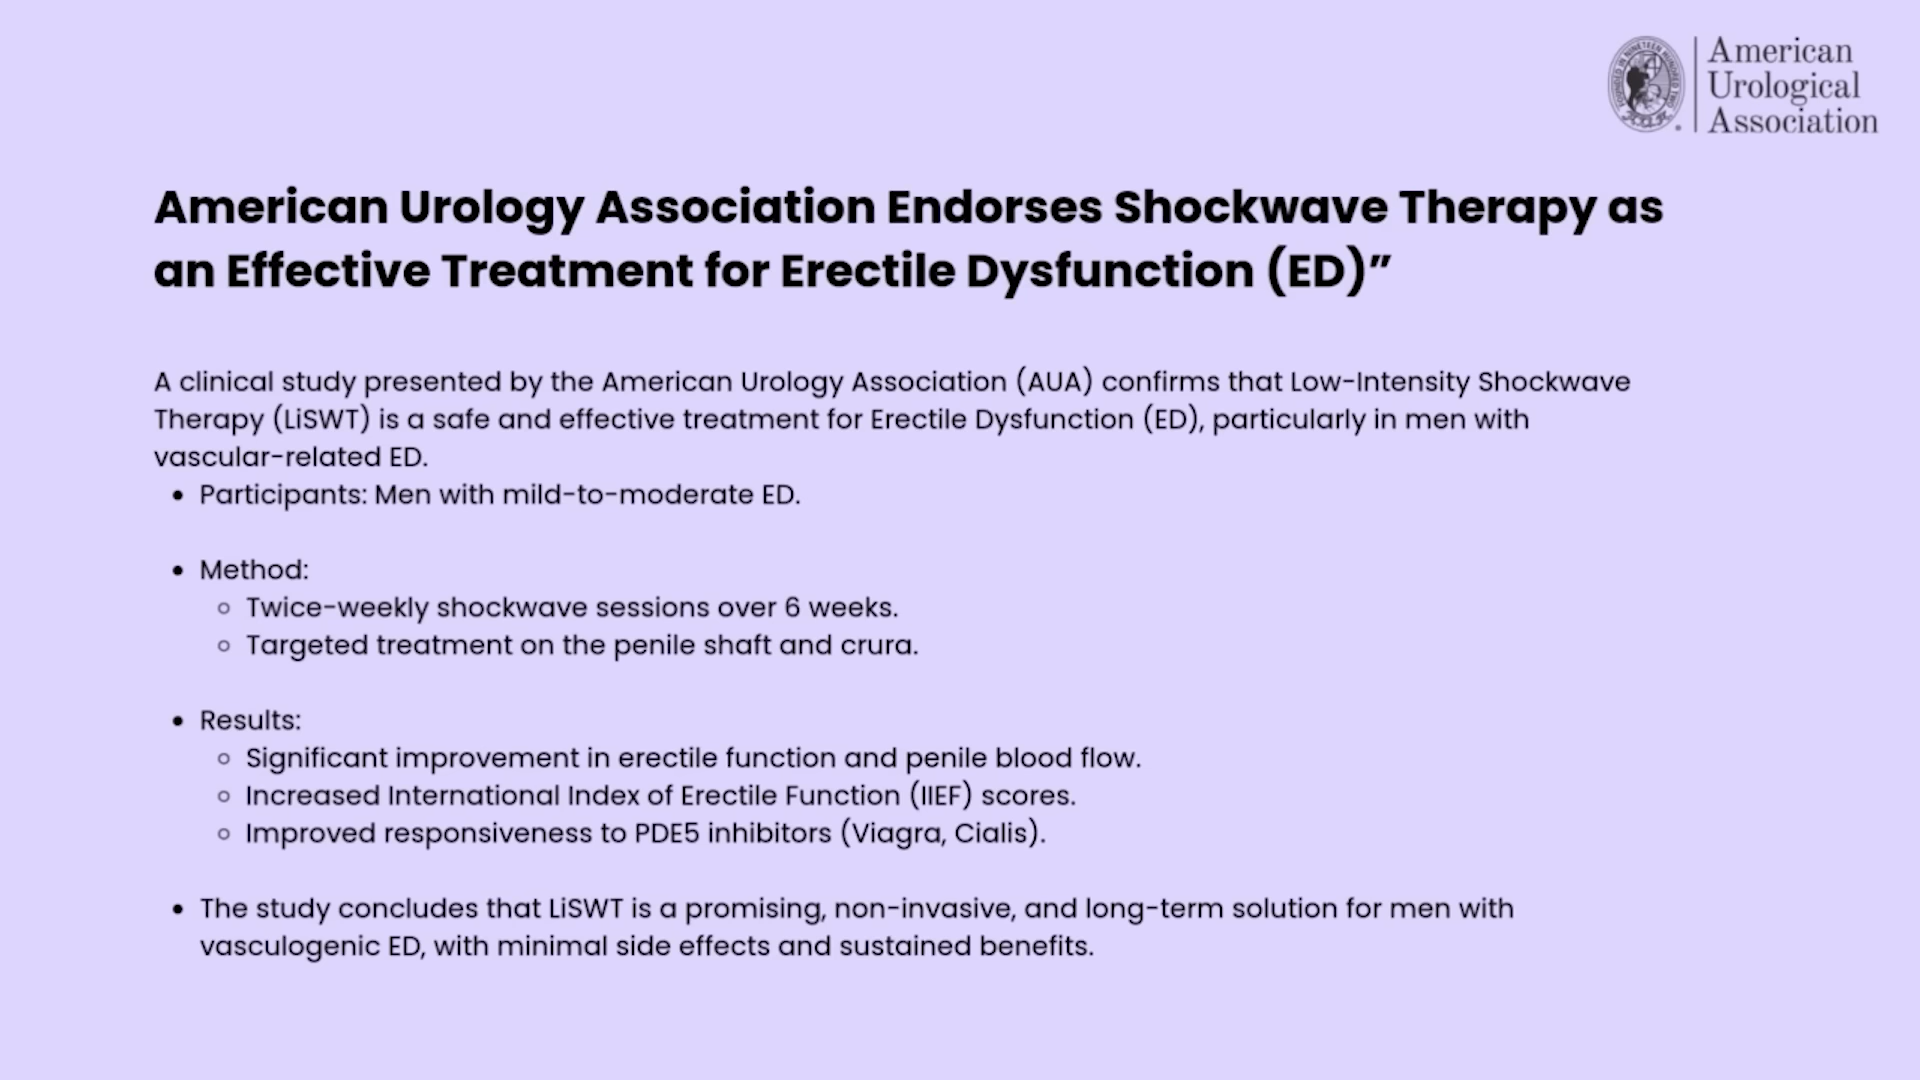 American
Urological
Association
American Urology Association Endorses Shockwave Therapy as
an Effective Treatment for Erectile Dysfunction (ED)”
A clinical study presented by the American Urology Association (AUA) confirms that Low-Intensity Shockwave
Therapy (LiSWT) is a safe and effective treatment for Erectile Dysfunction (ED), particularly in men with
vascular-related ED.
• Participants: Men with mild-to-moderate ED.
• Method:
○ Twice-weekly shockwave sessions over 6 weeks.
○ Targeted treatment on the penile shaft and crura.
• Results:
○ Significant improvement in erectile function and penile blood flow.
○ Increased International Index of Erectile Function (IIEF) scores.
○ Improved responsiveness to PDE5 inhibitors (Viagra, Cialis).
• The study concludes that LiSWT is a promising, non-invasive, and long-term solution for men with
vasculogenic ED, with minimal side effects and sustained benefits.